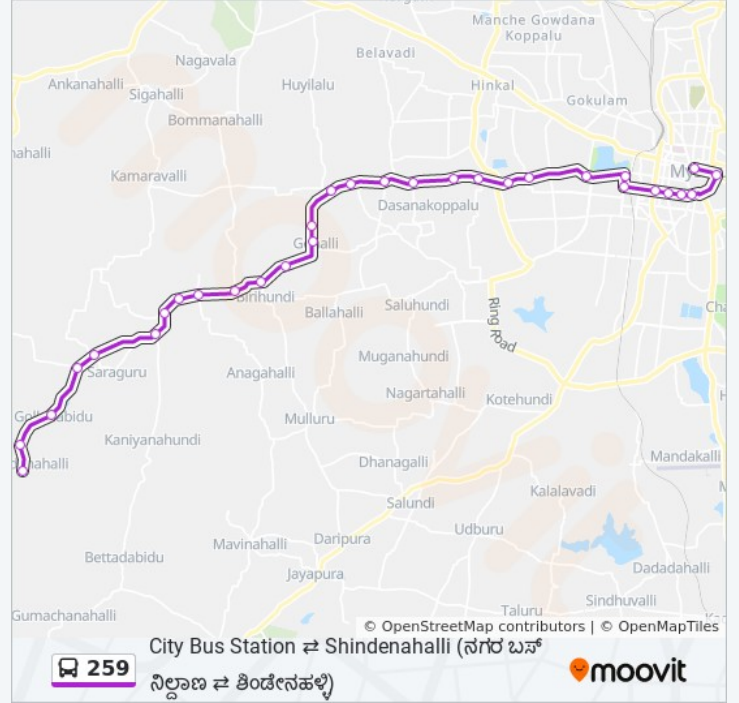 Manche Gowdana
Koppalu
Belavadi
Nagavala
Ankanahalli
Sigahalli
Huyilalu
Hinkal
Gokulam
Bommanahalli
Kamaravalli
Dasanakoppalu
Birihundi
Ballahalli
Saluhundi
Ring Road
Muganahundi
Saraguru
Anagahalli
Nagartahalli
Kotehundi
Mulluru
Kaniyanahundi
Dhanagalli
Mandakalli
Salundi
Kalalavadi
Udburu
Mavinahalli
Daripura
Bettadabidu
Jayapura
Dadadahalli
Sindhuvalli
Taluru
Gumachanahalli
© OpenStreetMap contributors | © OpenMapTiles
259
City Bus Station ⇄ Shindenahalli (ನಗರ ಬಸ್
ನಿಲ್ದಾಣ ⇄ ಶಿಂಡೇನಹಳ್ಳಿ)
moovit